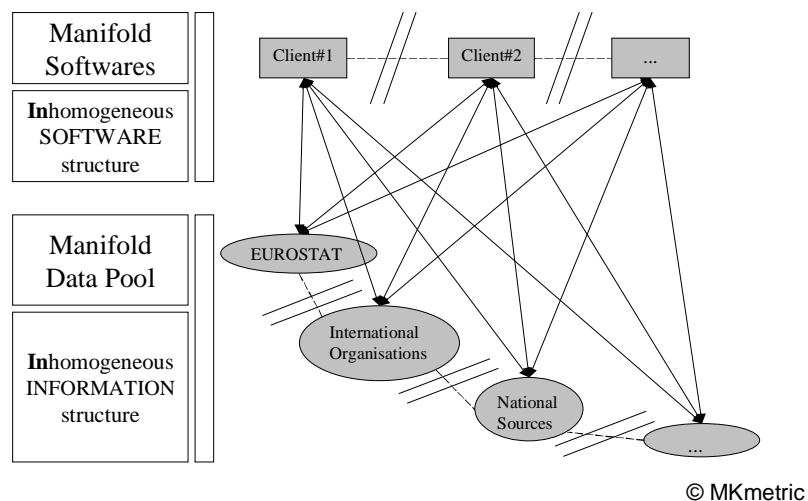 Manifold
Softwares
Inhomogeneous
SOFTWARE
structure
Client#1
Client#2
...
Manifold
Data Pool
Inhomogeneous
INFORMATION
structure
EUROSTAT
International
Organisations
National
Sources
...
© MKmetric